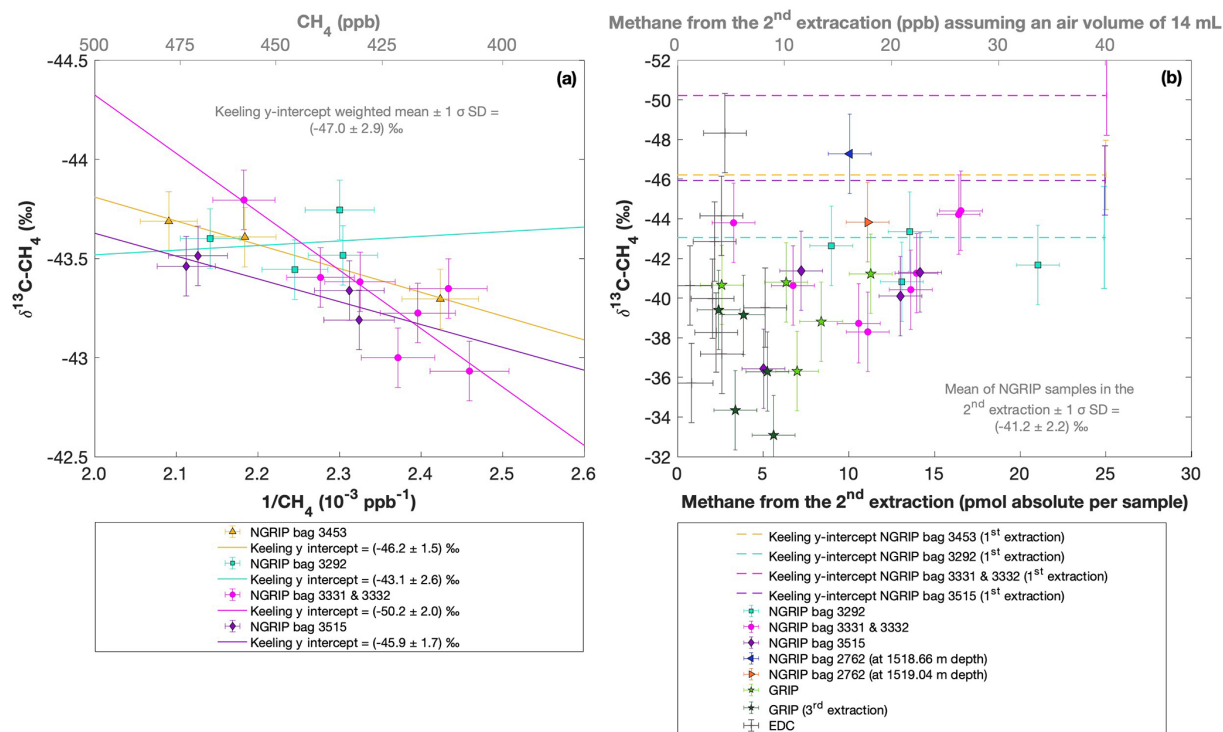 CH4 (ppb)
500 475 450 425 400
-44.5
-44
-43.5
-43
-42.5
δ13C-CH4 (‰)
(a)
Keeling y-intercept weighted mean ± 1 σ SD =
(-47.0 ± 2.9) ‰
2.0 2.1 2.2 2.3 2.4 2.5 2.6
1/CH4 (10-3 ppb-1)
NGRIP bag 3453
Keeling y intercept = (-46.2 ± 1.5) ‰
NGRIP bag 3292
Keeling y intercept = (-43.1 ± 2.6) ‰
NGRIP bag 3331 & 3332
Keeling y intercept = (-50.2 ± 2.0) ‰
NGRIP bag 3515
Keeling y intercept = (-45.9 ± 1.7) ‰
Methane from the 2nd extracation (ppb) assuming an air volume of 14 mL
0 10 20 30 40
-52
-50
-48
-46
-44
-42
-40
-38
-36
-34
-32
δ13C-CH4 (‰)
(b)
Mean of NGRIP samples in the
2nd extraction ± 1 σ SD =
(-41.2 ± 2.2) ‰
0 5 10 15 20 25 30
Methane from the 2nd extraction (pmol absolute per sample)
Keeling y-intercept NGRIP bag 3453 (1st extraction)
Keeling y-intercept NGRIP bag 3292 (1st extraction)
Keeling y-intercept NGRIP bag 3331 & 3332 (1st extraction)
Keeling y-intercept NGRIP bag 3515 (1st extraction)
NGRIP bag 3292
NGRIP bag 3331 & 3332
NGRIP bag 3515
NGRIP bag 2762 (at 1518.66 m depth)
NGRIP bag 2762 (at 1519.04 m depth)
GRIP
GRIP (3rd extraction)
EDC